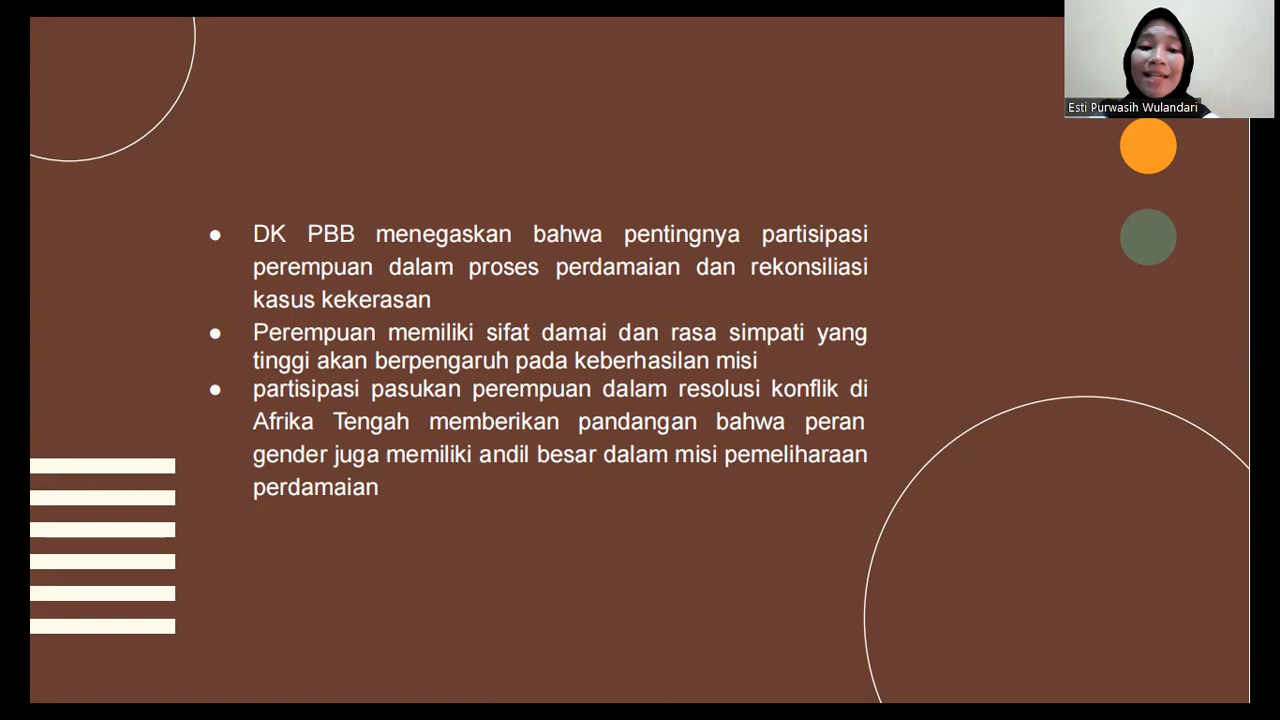 Esti Purwasih Wulandari
● DK PBB menegaskan bahwa pentingnya partisipasi
perempuan dalam proses perdamaian dan rekonsiliasi
kasus kekerasan
● Perempuan memiliki sifat damai dan rasa simpati yang
tinggi akan berpengaruh pada keberhasilan misi
● partisipasi pasukan perempuan dalam resolusi konflik di
Afrika Tengah memberikan pandangan bahwa peran
gender juga memiliki andil besar dalam misi pemeliharaan
perdamaian